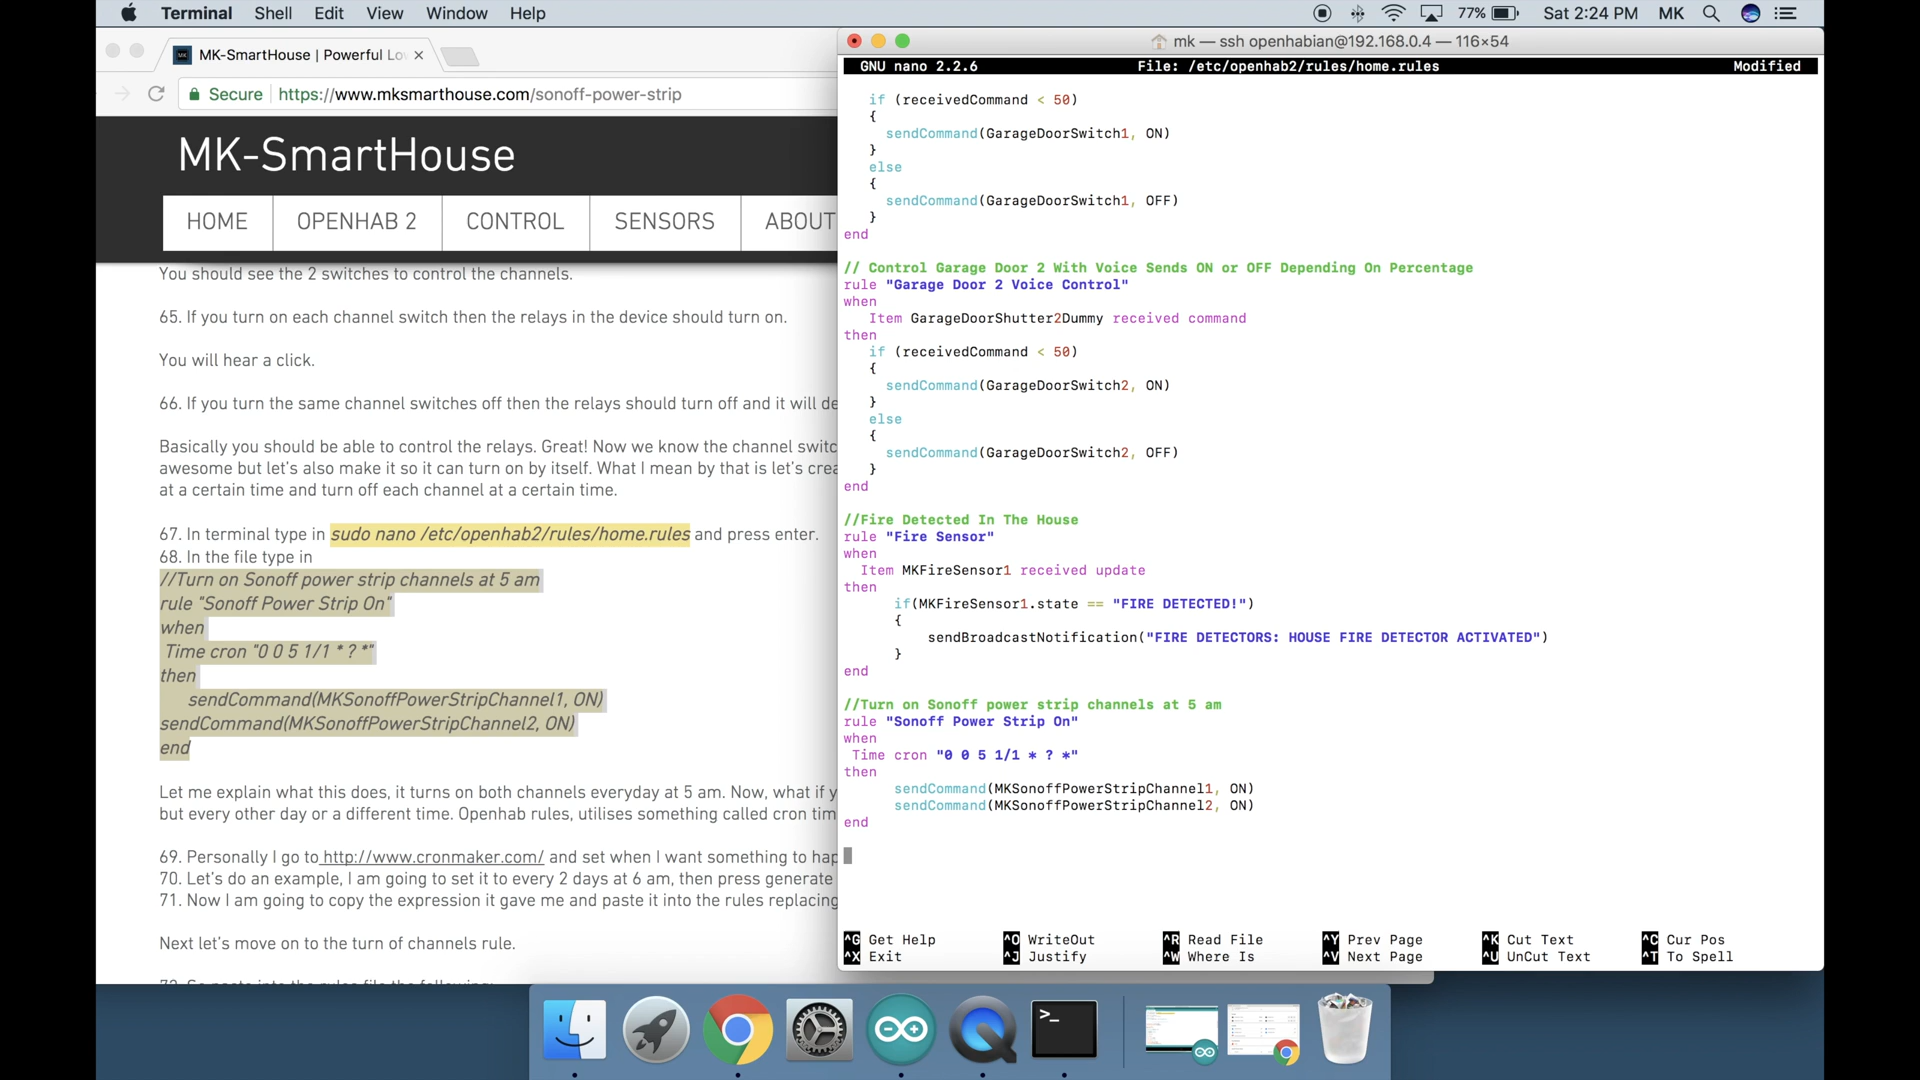 Terminal Shell Edit View Window Help
77% Sat 2:24 PM MK
MK-SmartHouse | Powerful Lo
Secure https://www.mksmarthouse.com/sonoff-power-strip
MK-SmartHouse
HOME OPENHAB 2 CONTROL SENSORS ABOUT
You should see the 2 switches to control the channels.
65. If you turn on each channel switch then the relays in the device should turn on.
You will hear a click.
66. If you turn the same channel switches off then the relays should turn off and it will de
Basically you should be able to control the relays. Great! Now we know the channel switc
awesome but let's also make it so it can turn on by itself. What I mean by that is let's crea
at a certain time and turn off each channel at a certain time.
67. In terminal type in sudo nano /etc/openhab2/rules/home.rules and press enter.
68. In the file type in
//Turn on Sonoff power strip channels at 5 am
rule "Sonoff Power Strip On"
when
Time cron "0 0 5 1/1 * ? *"
then
sendCommand(MKSonoffPowerStripChannel1, ON)
sendCommand(MKSonoffPowerStripChannel2, ON)
end
Let me explain what this does, it turns on both channels everyday at 5 am. Now, what if y
but every other day or a different time. Openhab rules, utilises something called cron tim
69. Personally I go to http://www.cronmaker.com/ and set when I want something to hap
70. Let's do an example, I am going to set it to every 2 days at 6 am, then press generate
71. Now I am going to copy the expression it gave me and paste it into the rules replacing
Next let's move on to the turn of channels rule.
mk — ssh openhabian@192.168.0.4 — 116×54
GNU nano 2.2.6 File: /etc/openhab2/rules/home.rules Modified
if (receivedCommand < 50)
{
sendCommand(GarageDoorSwitch1, ON)
}
else
{
sendCommand(GarageDoorSwitch1, OFF)
}
end
// Control Garage Door 2 With Voice Sends ON or OFF Depending On Percentage
rule "Garage Door 2 Voice Control"
when
Item GarageDoorShutter2Dummy received command
then
if (receivedCommand < 50)
{
sendCommand(GarageDoorSwitch2, ON)
}
else
{
sendCommand(GarageDoorSwitch2, OFF)
}
end
//Fire Detected In The House
rule "Fire Sensor"
when
Item MKFireSensor1 received update
then
if(MKFireSensor1.state == "FIRE DETECTED!")
{
sendBroadcastNotification("FIRE DETECTORS: HOUSE FIRE DETECTOR ACTIVATED")
}
end
//Turn on Sonoff power strip channels at 5 am
rule "Sonoff Power Strip On"
when
Time cron "0 0 5 1/1 * ? *"
then
sendCommand(MKSonoffPowerStripChannel1, ON)
sendCommand(MKSonoffPowerStripChannel2, ON)
end
^G Get Help ^O WriteOut ^R Read File ^Y Prev Page ^K Cut Text ^C Cur Pos
^X Exit ^J Justify ^W Where Is ^V Next Page ^U UnCut Text ^T To Spell